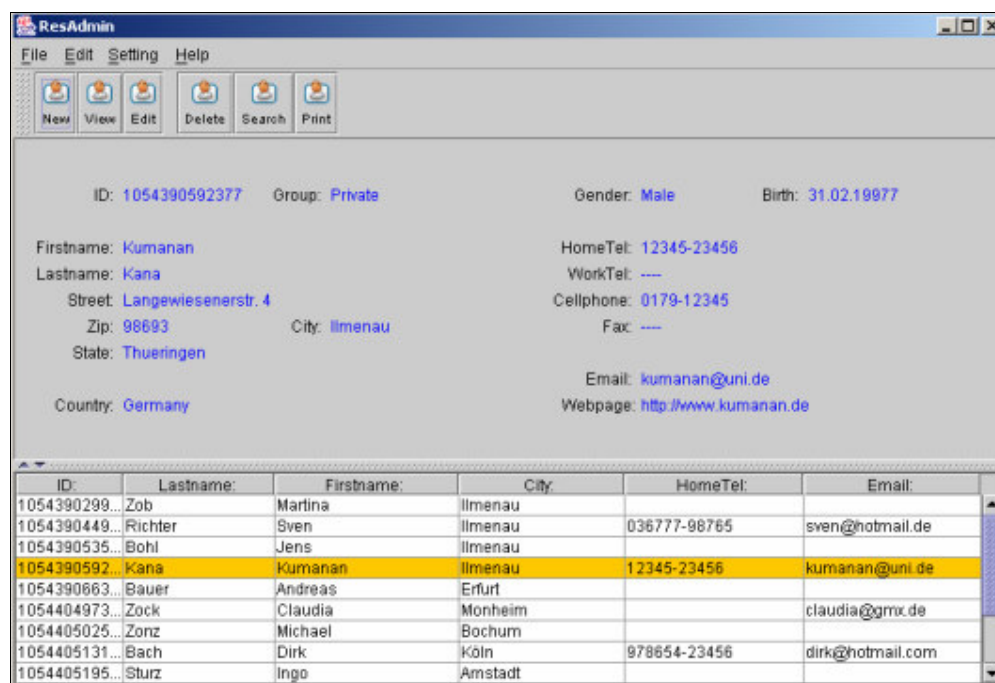 ResAdmin
File Edit Setting Help
New View Edit Delete Search Print
ID: 1054390592377 Group: Private Gender: Male Birth: 31.02.19977
Firstname: Kumanan HomeTel: 12345-23456
Lastname: Kana WorkTel: ----
Street: Langewiesenerstr. 4 Cellphone: 0179-12345
Zip: 98693 City: Ilmenau Fax: ----
State: Thueringen
Email: kumanan@uni.de
Country: Germany Webpage: http://www.kumanan.de
ID: Lastname: Firstname: City: HomeTel: Email:
1054390299... Zob Martina Ilmenau
1054390449... Richter Sven Ilmenau 036777-98765 sven@hotmail.de
1054390535... Bohl Jens Ilmenau
1054390592... Kana Kumanan Ilmenau 12345-23456 kumanan@uni.de
1054390663... Bauer Andreas Erfurt
1054404973... Zock Claudia Monheim claudia@gmx.de
1054405025... Zonz Michael Bochum
1054405131... Bach Dirk Köln 978654-23456 dirk@hotmail.com
1054405195... Sturz Ingo Arnstadt